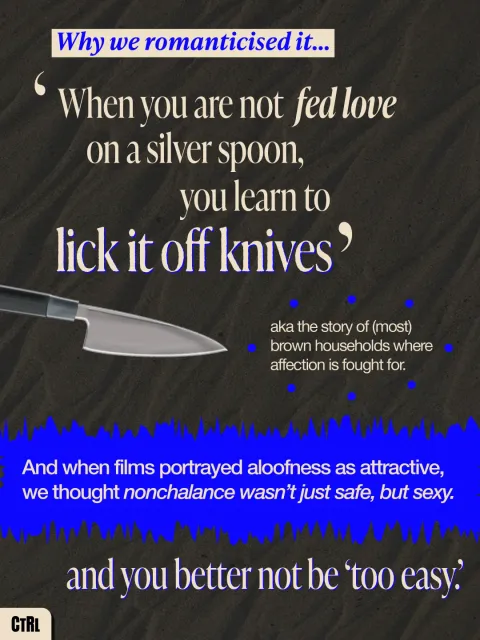 Why we romanticised it...
‘When you are not fed love
on a silver spoon,
you learn to
lick it off knives’
aka the story of (most)
brown households where
affection is fought for.
And when films portrayed aloofness as attractive,
we thought nonchalance wasn't just safe, but sexy.
and you better not be ‘too easy.’
CTRL